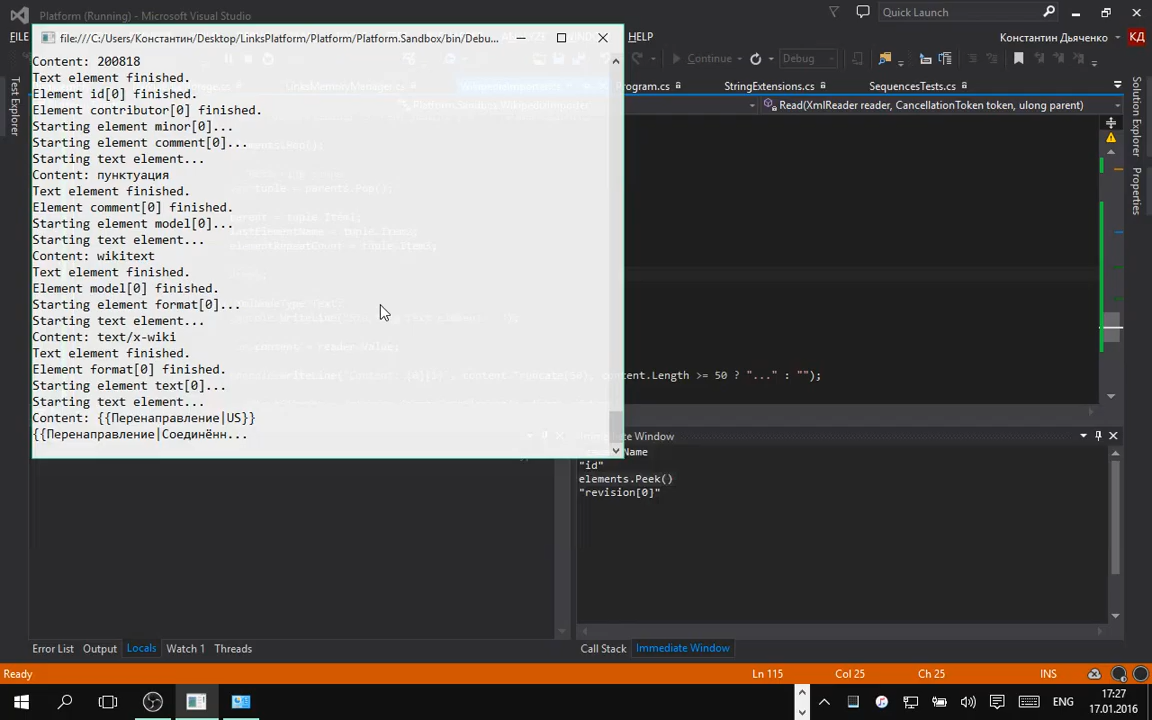 Platform (Running) - Microsoft Visual Studio
Quick Launch
FILE
HELP
Константин Дьяченко
КД
file:///C:/Users/Константин/Desktop/LinksPlatform/Platform/Platform.Sandbox/bin/Debu...
Continue
Debug
Program.cs
StringExtensions.cs
SequencesTests.cs
Read(XmlReader reader, CancellationToken token, ulong parent)
Test Explorer
Solution Explorer
Properties
Content: 200818
Text element finished.
Element id[0] finished.
Element contributor[0] finished.
Starting element minor[0]...
Starting element comment[0]...
Starting text element...
Content: пунктуация
Text element finished.
Element comment[0] finished.
Starting element model[0]...
Starting text element...
Content: wikitext
Text element finished.
Element model[0] finished.
Starting element format[0]...
Starting text element...
Content: text/x-wiki
Text element finished.
Element format[0] finished.
Starting element text[0]...
Starting text element...
Content: {{Перенаправление|US}}
{{Перенаправление|Соединённ...
content.Length >= 50 ? "..." : "");
Window
Name
"id"
elements.Peek()
"revision[0]"
Error List
Output
Locals
Watch 1
Threads
Call Stack
Immediate Window
Ready
Ln 115
Col 25
Ch 25
INS
ENG
17:27
17.01.2016